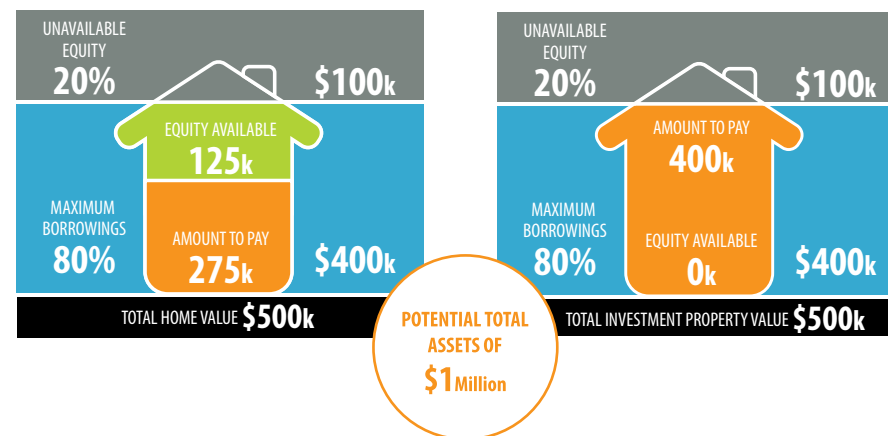 UNAVAILABLE
EQUITY
20%
$100k
EQUITY AVAILABLE
125k
MAXIMUM
BORROWINGS
80%
AMOUNT TO PAY
275k
$400k
TOTAL HOME VALUE $500k
POTENTIAL TOTAL
ASSETS OF
$1 Million
UNAVAILABLE
EQUITY
20%
$100k
AMOUNT TO PAY
400k
MAXIMUM
BORROWINGS
80%
EQUITY AVAILABLE
0k
$400k
TOTAL INVESTMENT PROPERTY VALUE $500k